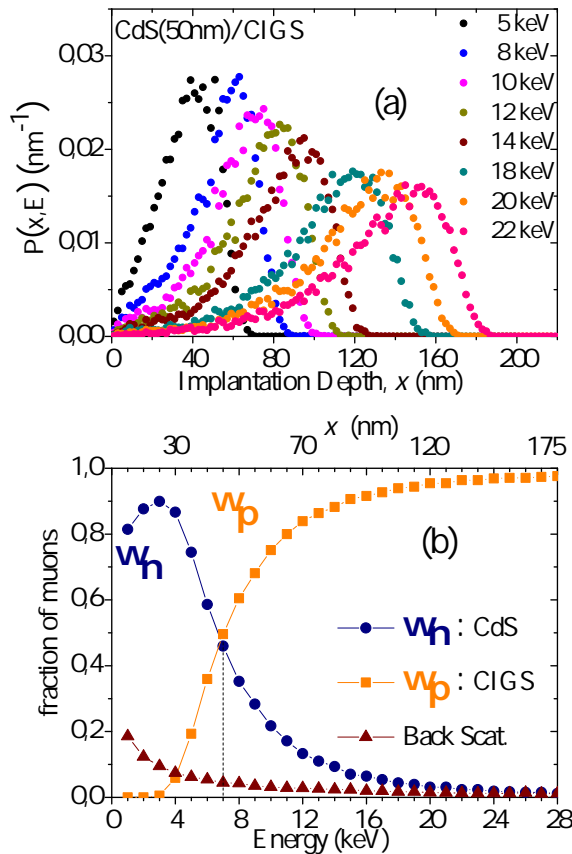 CdS(50nm)/CIGS
5 keV
8 keV
10 keV
12 keV
14 keV
18 keV
20 keV
22 keV
(a)
P(x,E) (nm⁻¹)
0,03
0,02
0,01
0,00
0 40 80 120 160 200
Implantation Depth, x (nm)
x (nm)
30 70 120 175
1,0
0,8
0,6
0,4
0,2
0,0
fraction of muons
wn
wp
(b)
wn : CdS
wp : CIGS
Back Scat.
0 4 8 12 16 20 24 28
Energy (keV)